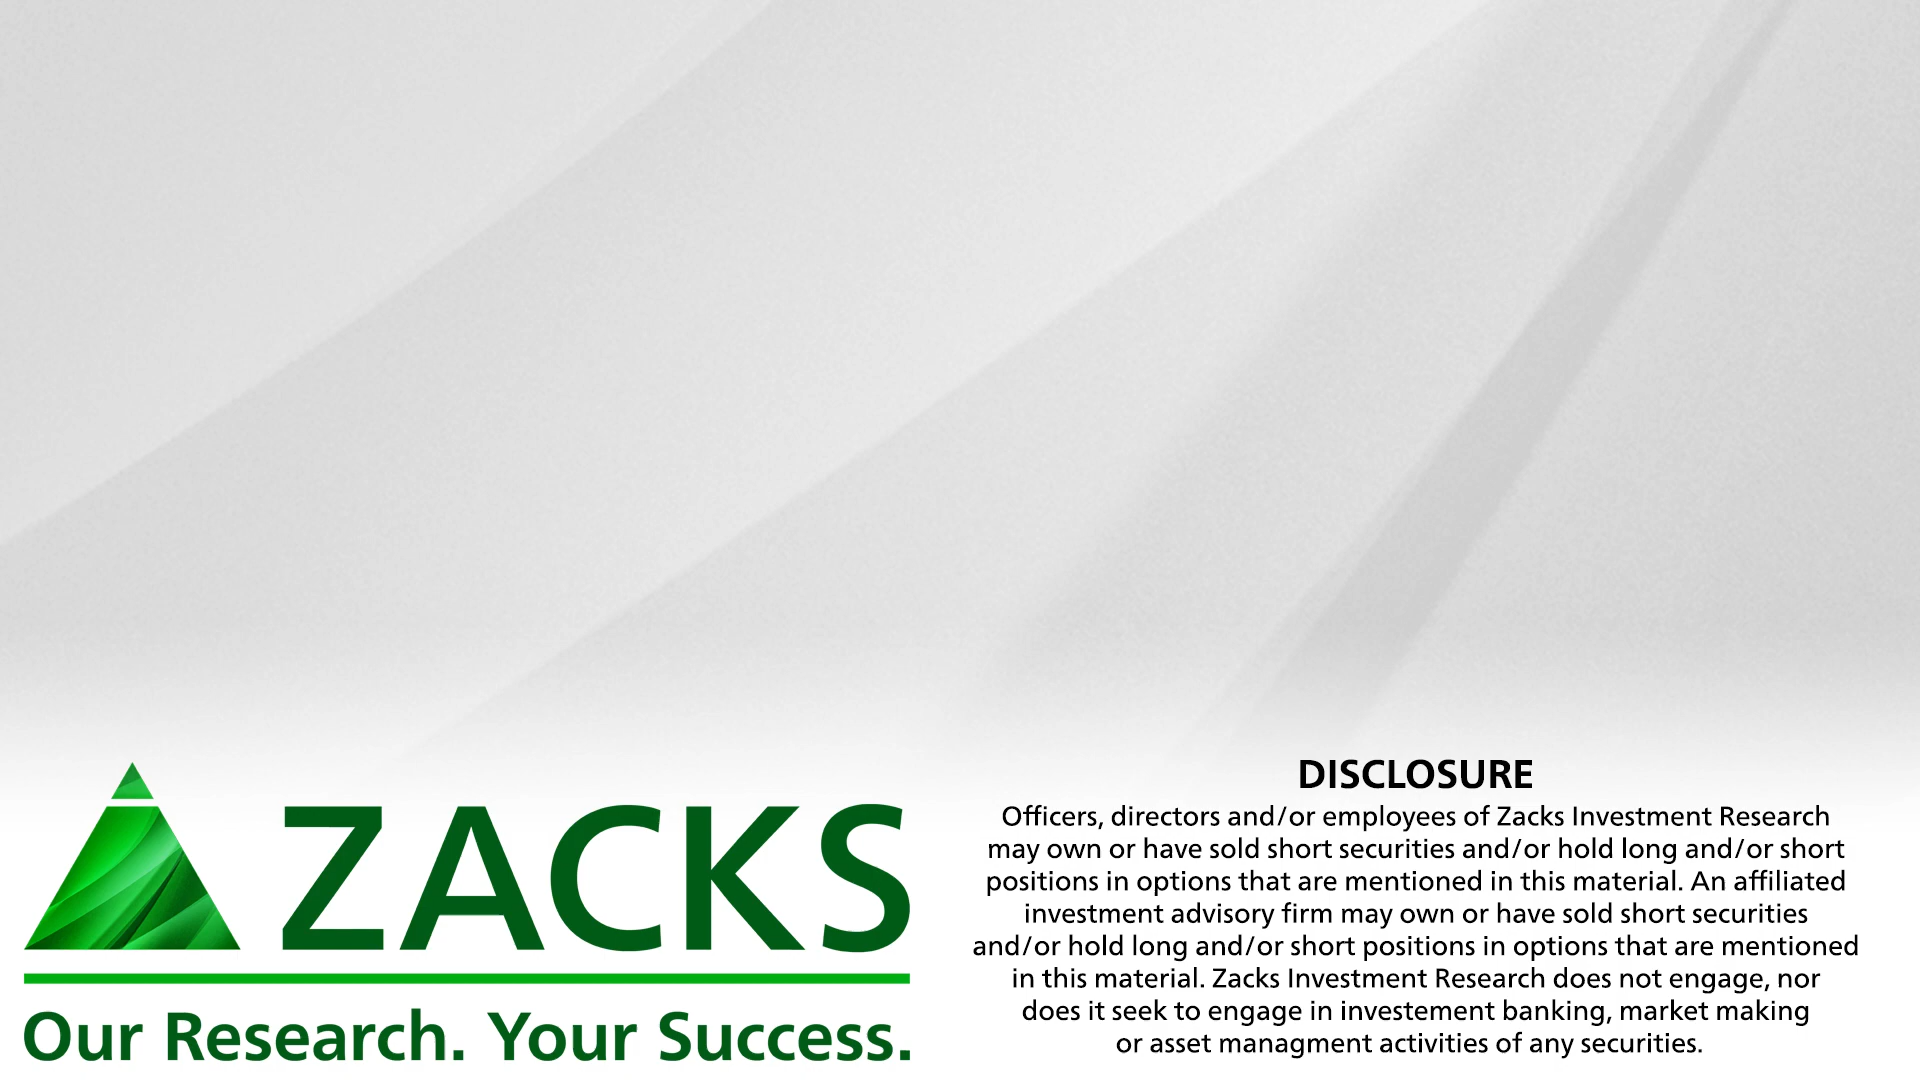 ZACKS
Our Research. Your Success.
DISCLOSURE
Officers, directors and/or employees of Zacks Investment Research
may own or have sold short securities and/or hold long and/or short
positions in options that are mentioned in this material. An affiliated
investment advisory firm may own or have sold short securities
and/or hold long and/or short positions in options that are mentioned
in this material. Zacks Investment Research does not engage, nor
does it seek to engage in investement banking, market making
or asset managment activities of any securities.